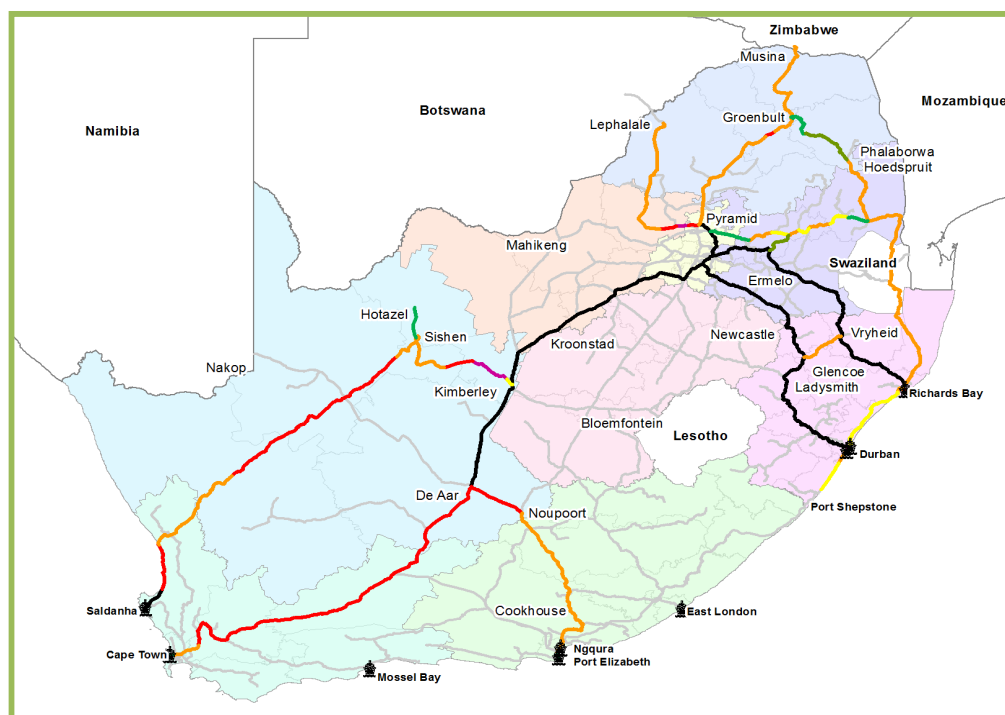 Zimbabwe
Musina
Mozambique
Botswana
Namibia
Lephalale
Groenbult
Phalaborwa
Hoedspruit
Pyramid
Mahikeng
Swaziland
Ermelo
Hotazel
Sishen
Newcastle
Vryheid
Kroonstad
Nakop
Glencoe
Ladysmith
Kimberley
Richards Bay
Bloemfontein
Lesotho
Durban
De Aar
Port Shepstone
Noupoort
Saldanha
Cookhouse
East London
Cape Town
Ngqura
Port Elizabeth
Mossel Bay